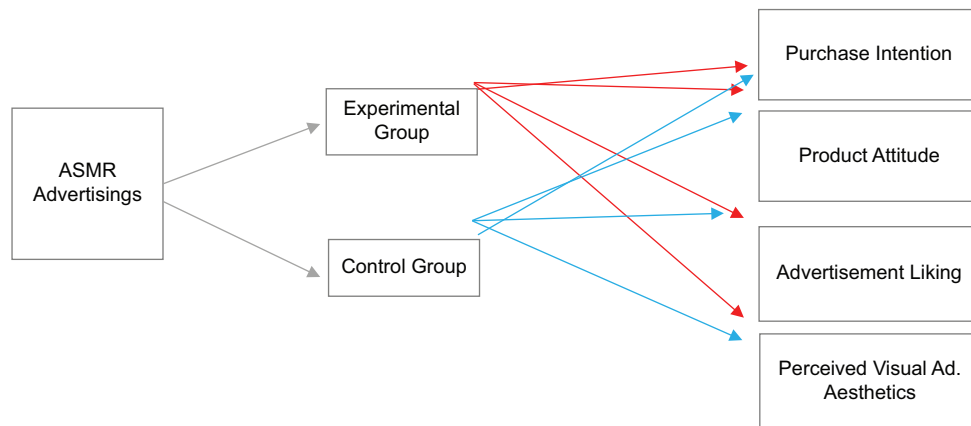 ASMR
Advertisings
Experimental
Group
Control Group
Purchase Intention
Product Attitude
Advertisement Liking
Perceived Visual Ad.
Aesthetics